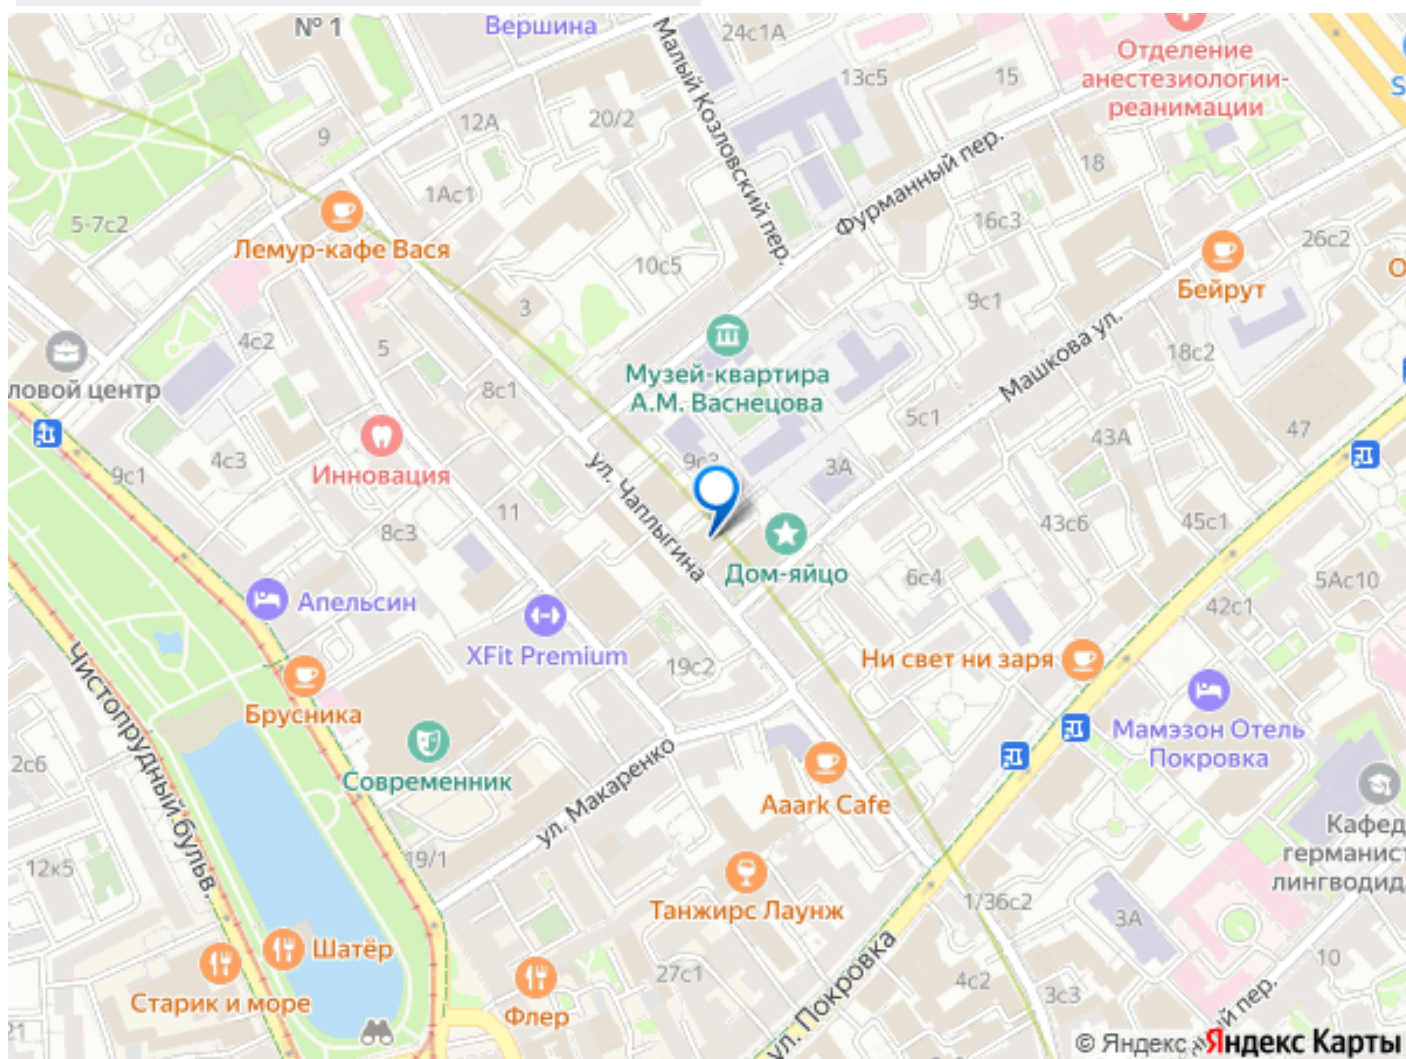 № 1
Вершина
24с1А
Отделение
анестезиологии-
реанимации
S
13с5
15
Малый Козловский пер.
20/2
12А
9
1Ас1
Фурманный пер.
18
16с3
26с2
5-7с2
Лемур-кафе Вася
10с5
Бейрут
О
9с1
3
4с2
5
Музей-квартира
А.М. Васнецова
Машкова ул.
18с2
ловой центр
8с1
5с1
43А
47
Инновация
4с3
9с1
ул. Чаплыгина
3А
11
8с3
43с6
45с1
Дом-яйцо
6с4
5Ас10
42с1
Апельсин
XFit Premium
19с2
Ни свет ни заря
Чистопрудный бульв.
Брусника
Мамэзон Отель
Покровка
2с6
Современник
ул. Макаренко
Aaark Cafe
Кафед
германист
лингводид
12к5
19/1
Танжирс Лаунж
1/36с2
3А
ул. Покровка
Шатёр
Старик и море
27с1
4с2
3с3
10
й пер.
Флер
21
© Яндекс
Яндекс Карты